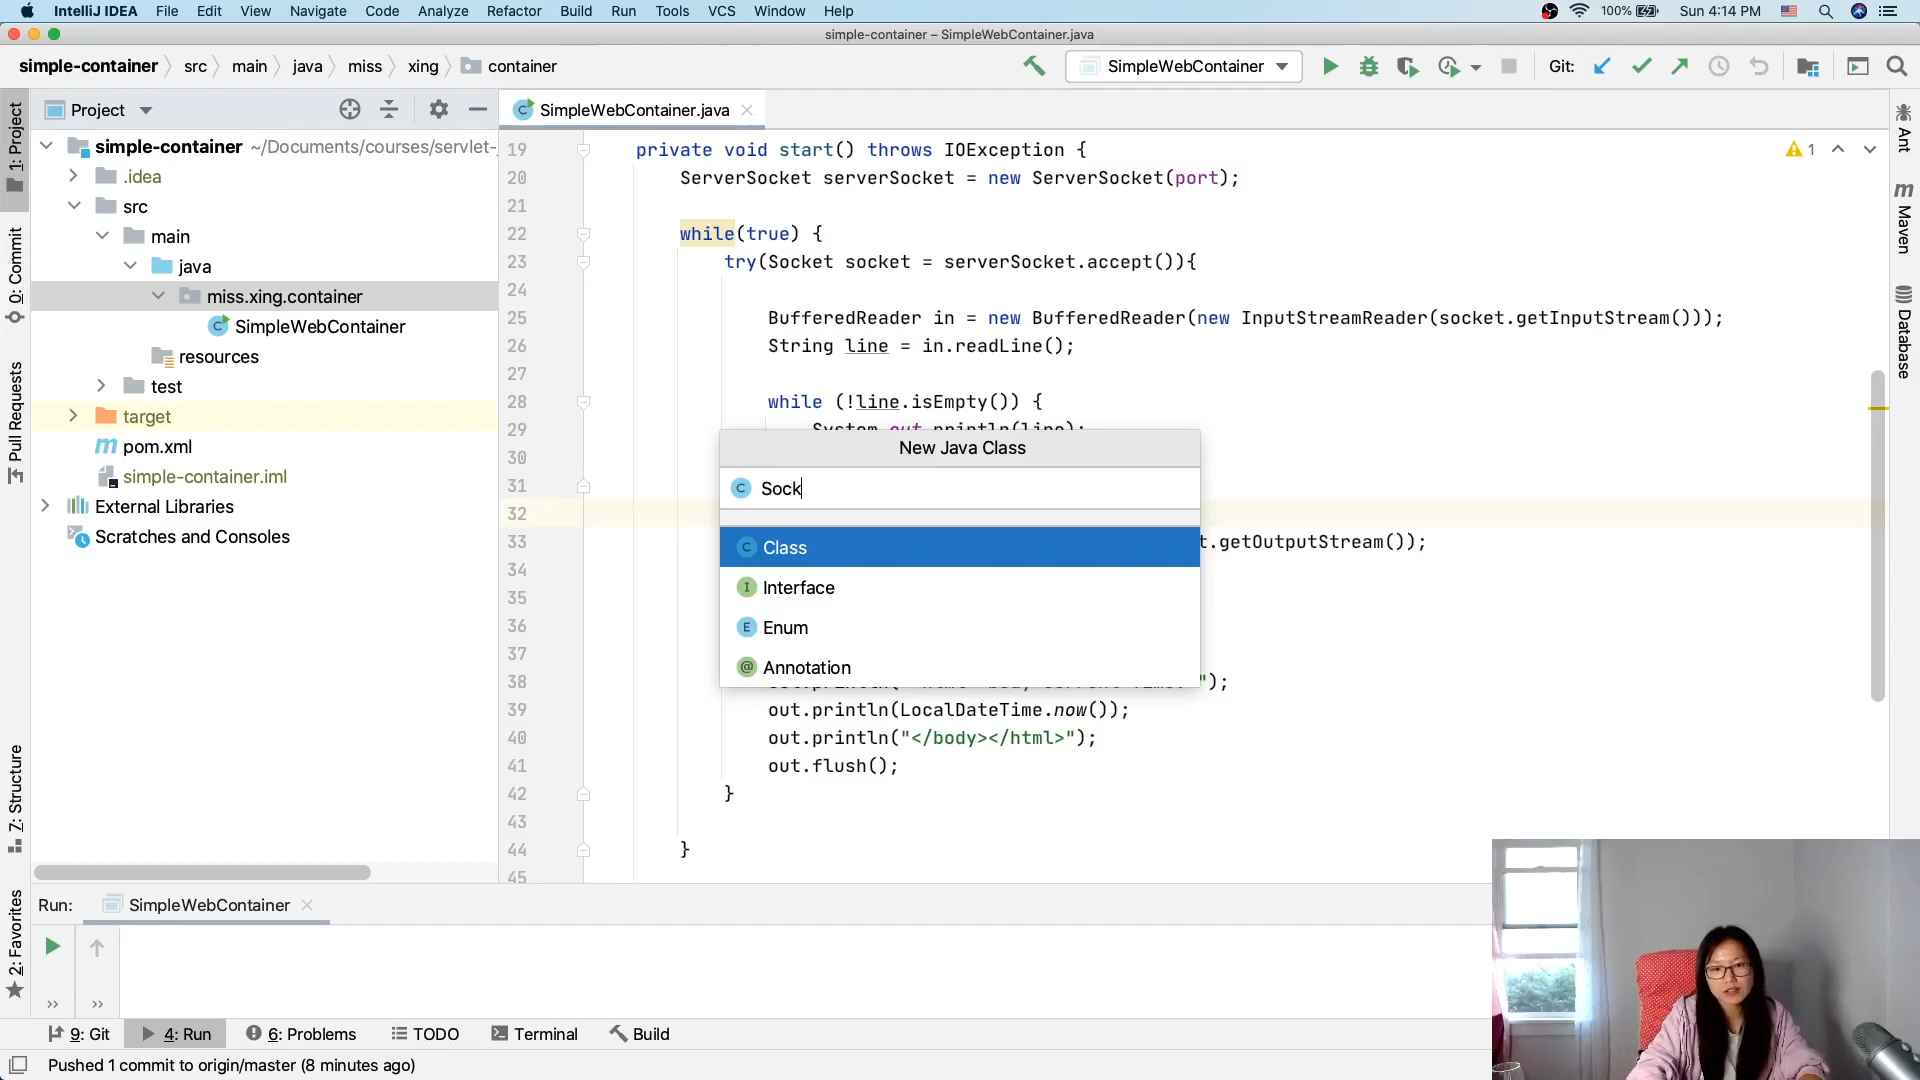 IntelliJ IDEA File Edit View Navigate Code Analyze Refactor Build Run Tools VCS Window Help 100% Sun 4:14 PM
simple-container – SimpleWebContainer.java
simple-container src main java miss xing container SimpleWebContainer Git:
1: Project
0: Commit
Pull Requests
7: Structure
2: Favorites
Project
simple-container ~/Documents/courses/servlet-
.idea
src
main
java
miss.xing.container
SimpleWebContainer
resources
test
target
m pom.xml
simple-container.iml
External Libraries
Scratches and Consoles
SimpleWebContainer.java
1
19 private void start() throws IOException {
20 ServerSocket serverSocket = new ServerSocket(port);
21
22 while(true) {
23 try(Socket socket = serverSocket.accept()){
24
25 BufferedReader in = new BufferedReader(new InputStreamReader(socket.getInputStream()));
26 String line = in.readLine();
27
28 while (!line.isEmpty()) {
29 System.out.println(line);
30
31
32
33 t.getOutputStream());
34
35
36
37
38 ");
39 out.println(LocalDateTime.now());
40 out.println("</body></html>");
41 out.flush();
42 }
43
44 }
45
New Java Class
C Sock
C Class
I Interface
E Enum
@ Annotation
Ant
m Maven
Database
Run: SimpleWebContainer
9: Git 4: Run 6: Problems TODO Terminal Build
Pushed 1 commit to origin/master (8 minutes ago)